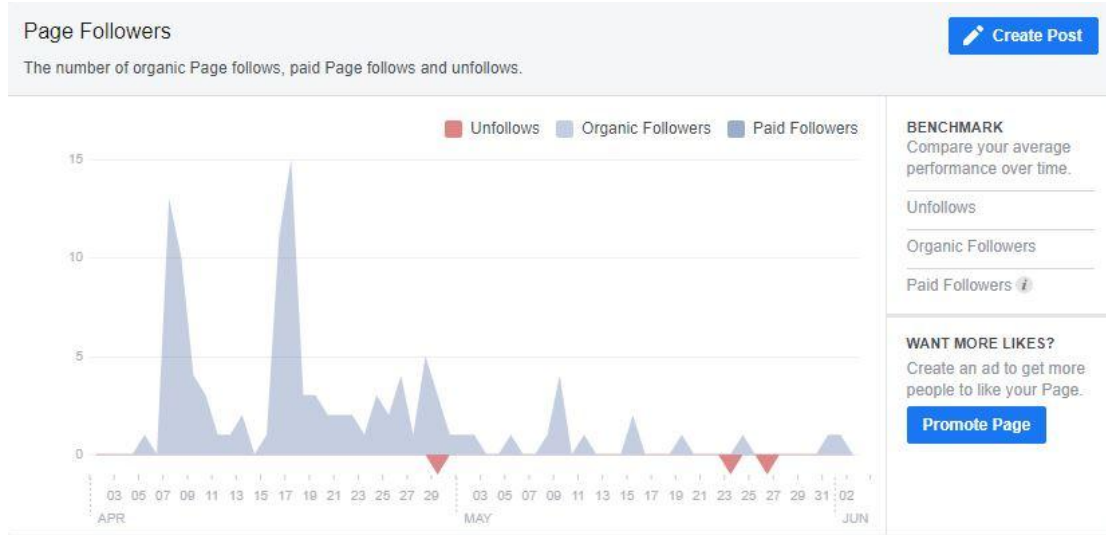 Page Followers
Create Post
The number of organic Page follows, paid Page follows and unfollows.
Unfollows Organic Followers Paid Followers
15
10
5
0
03 05 07 09 11 13 15 17 19 21 23 25 27 29 03 05 07 09 11 13 15 17 19 21 23 25 27 29 31 02
APR MAY JUN
BENCHMARK
Compare your average
performance over time.
Unfollows
Organic Followers
Paid Followers i
WANT MORE LIKES?
Create an ad to get more
people to like your Page.
Promote Page